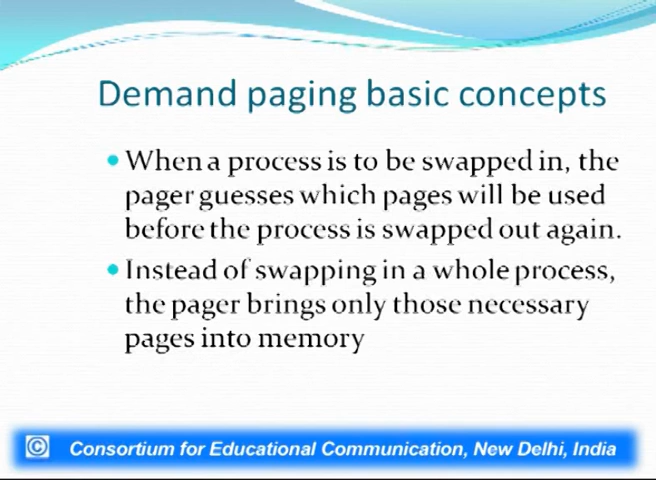 Demand paging basic concepts
• When a process is to be swapped in, the
pager guesses which pages will be used
before the process is swapped out again.
• Instead of swapping in a whole process,
the pager brings only those necessary
pages into memory
© Consortium for Educational Communication, New Delhi, India